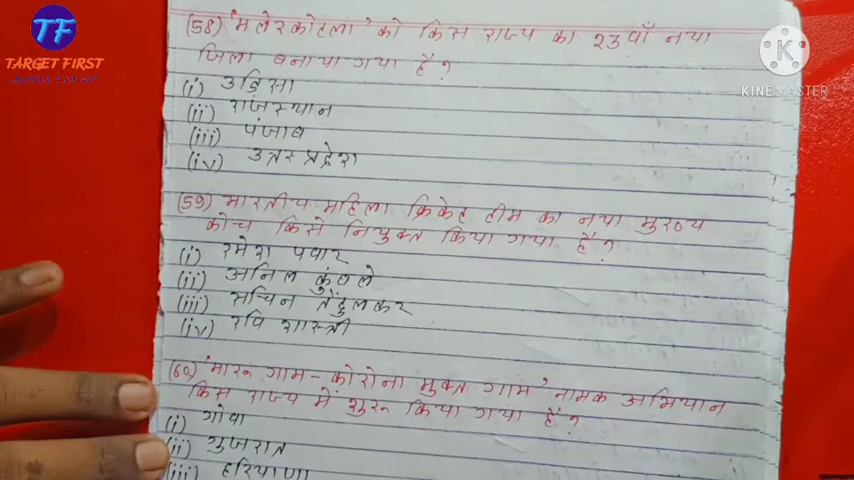 TF
TARGET FIRST
K
KINEMASTER
(58) 'मलेरकोटला' को किस राज्य का 23वाँ नया
जिला बनाया गया है?
(i) उड़िसा
(ii) राजस्थान
(iii) पंजाब
(iv) उत्तर प्रदेश
(59) भारतीय महिला क्रिकेट टीम का नया मुख्य
कोच किसे नियुक्त किया गया है?
(i) रमेश पवार
(ii) अनिल कुंबले
(iii) सचिन तेंदुलकर
(iv) रवि शास्त्री
(60) 'मारू गाम - कोरोना मुक्त गाम' नामक अभियान
किस राज्य में शुरू किया गया है?
(i) गोवा
(ii) गुजरात
(iii) हरियाणा